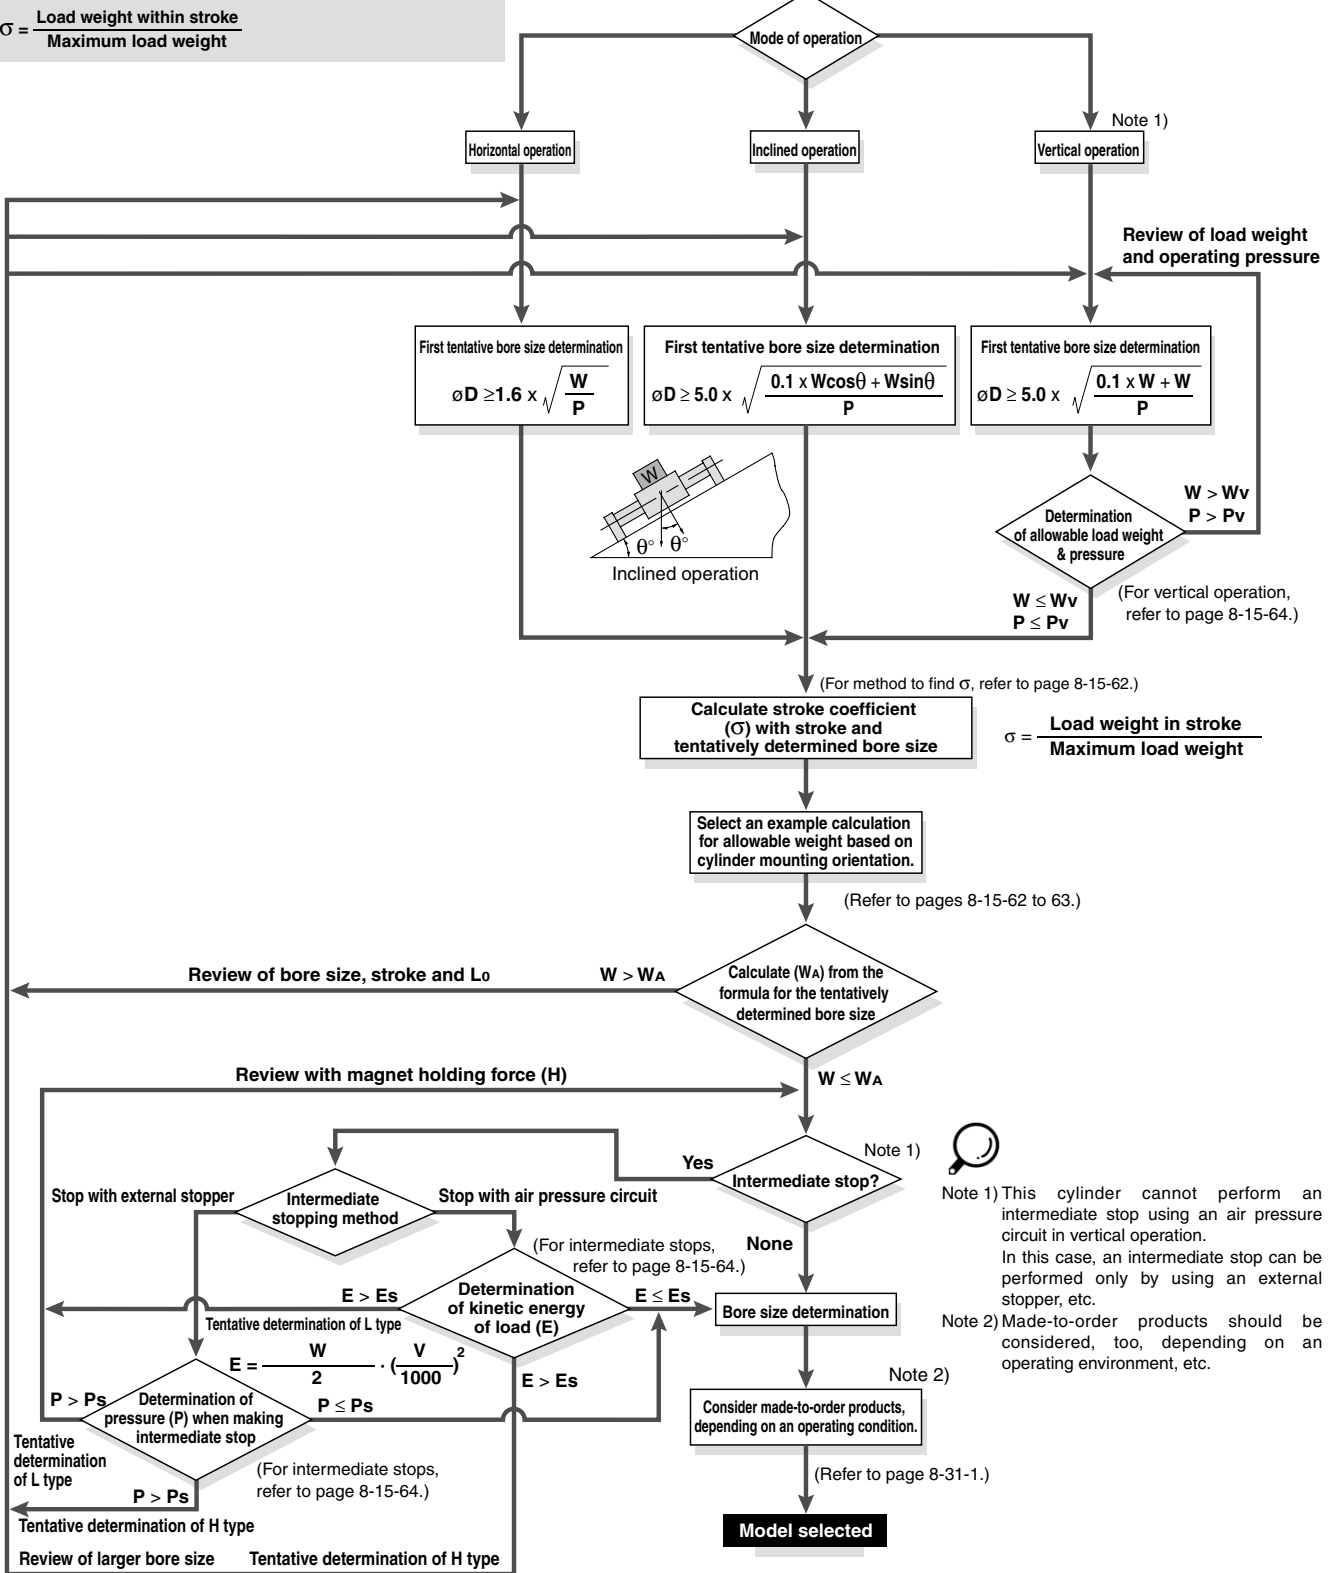 σ = Load weight within stroke
Maximum load weight
Mode of operation
Note 1)
Horizontal operation
Inclined operation
Vertical operation
Review of load weight
and operating pressure
First tentative bore size determination
øD ≥1.6 x √ W
P
First tentative bore size determination
øD ≥ 5.0 x √ 0.1 x Wcosθ + Wsinθ
P
First tentative bore size determination
øD ≥ 5.0 x √ 0.1 x W + W
P
W
θ° θ°
Inclined operation
W > Wv
P > Pv
Determination
of allowable load weight
& pressure
(For vertical operation,
refer to page 8-15-64.)
W ≤ Wv
P ≤ Pv
(For method to find σ, refer to page 8-15-62.)
Calculate stroke coefficient
(σ) with stroke and
tentatively determined bore size
σ = Load weight in stroke
Maximum load weight
Select an example calculation
for allowable weight based on
cylinder mounting orientation.
(Refer to pages 8-15-62 to 63.)
Review of bore size, stroke and L0
W > WA
Calculate (WA) from the
formula for the tentatively
determined bore size
Review with magnet holding force (H)
W ≤ WA
Note 1)
Yes
Intermediate stop?
None
Stop with external stopper
Intermediate
stopping method
Stop with air pressure circuit
(For intermediate stops,
refer to page 8-15-64.)
E > Es
Tentative determination of L type
Determination
of kinetic energy
of load (E)
E ≤ Es
Bore size determination
E = W
2 · (V
1000)2
E > Es
P > Ps
Determination of
pressure (P) when making
intermediate stop
P ≤ Ps
Tentative
determination
of L type
(For intermediate stops,
refer to page 8-15-64.)
P > Ps
Tentative determination of H type
Review of larger bore size
Tentative determination of H type
Note 2)
Consider made-to-order products,
depending on an operating condition.
(Refer to page 8-31-1.)
Model selected
Note 1) This cylinder cannot perform an
intermediate stop using an air pressure
circuit in vertical operation.
In this case, an intermediate stop can be
performed only by using an external
stopper, etc.
Note 2) Made-to-order products should be
considered, too, depending on an
operating environment, etc.